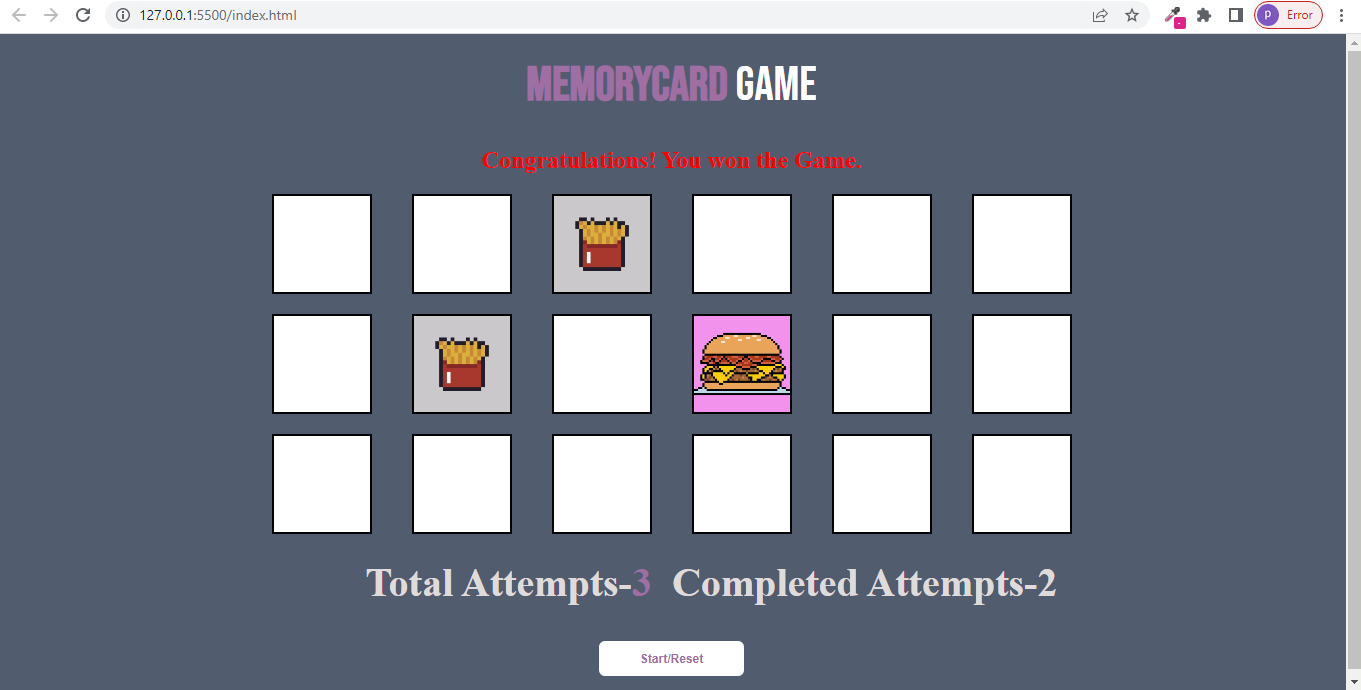 127.0.0.1:5500/index.html
P Error
MEMORYCARD GAME
Congratulations! You won the Game.
Total Attempts-3 Completed Attempts-2
Start/Reset